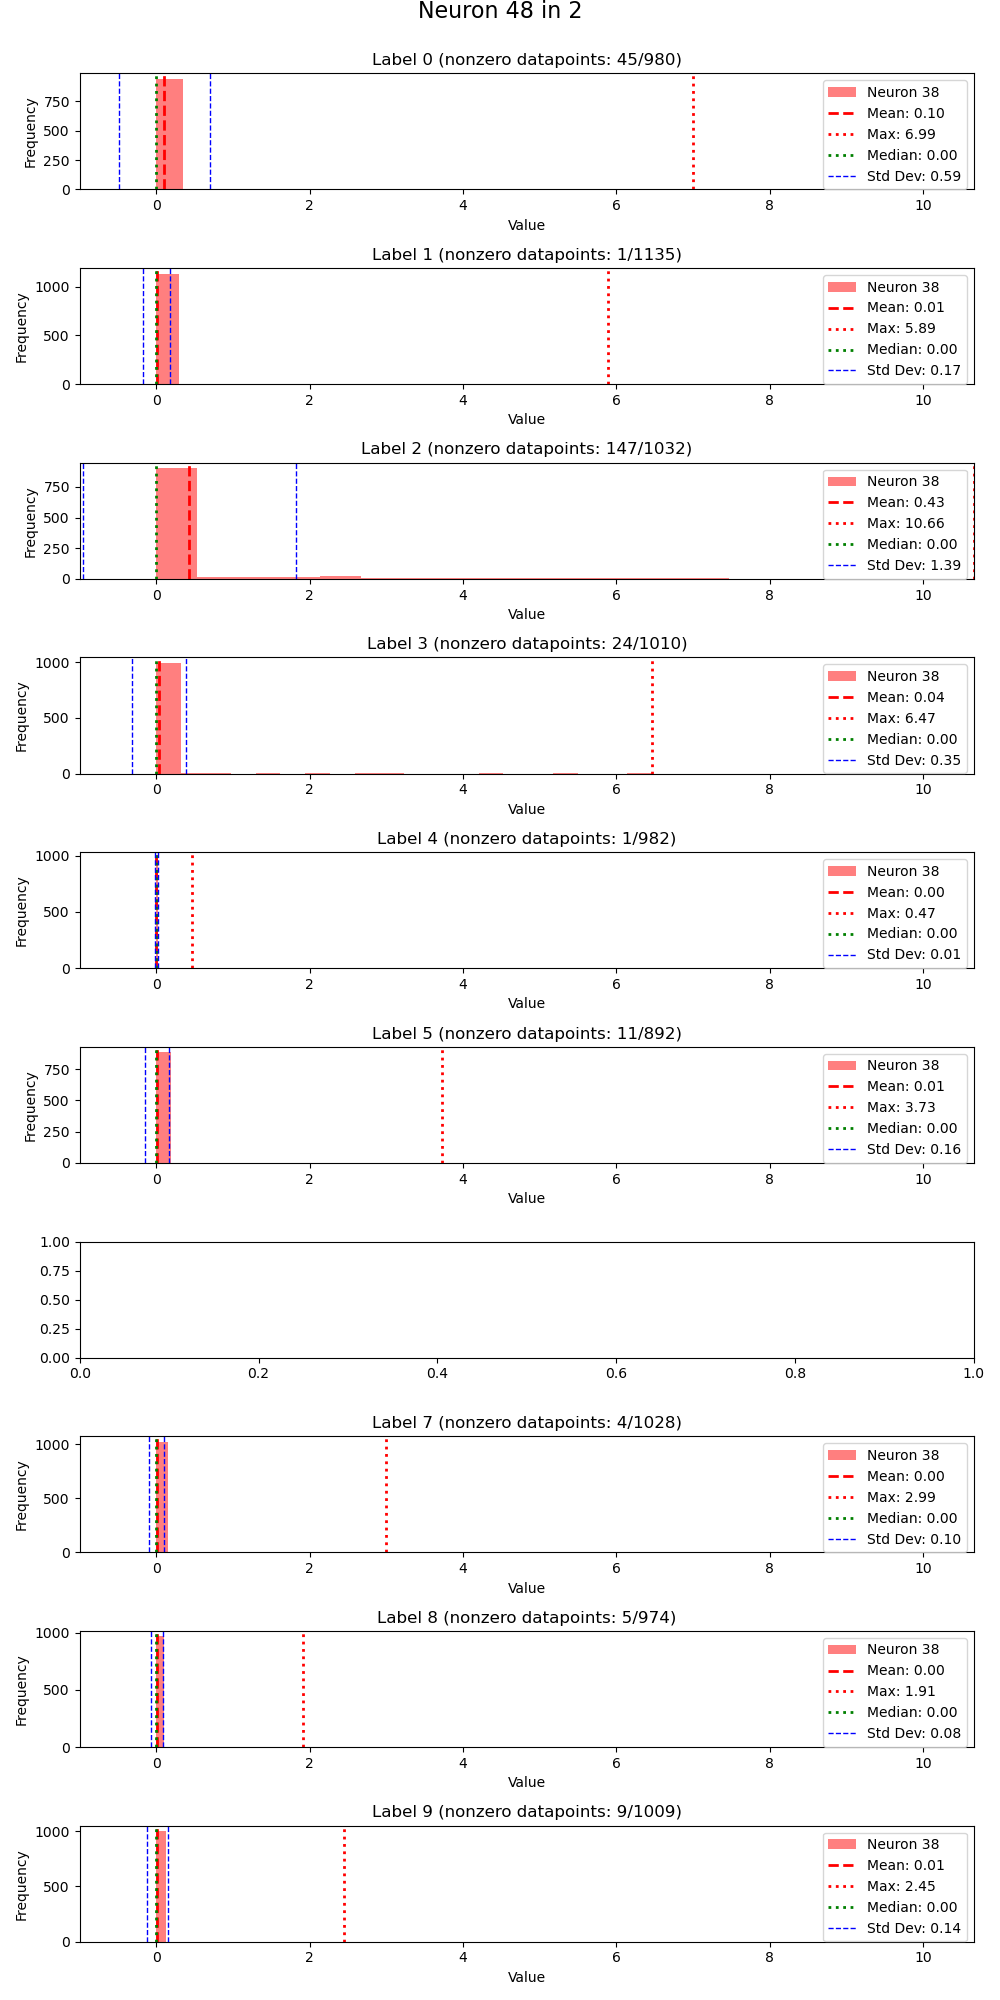 Neuron 48 in 2
Label 0 (nonzero datapoints: 45/980)
Frequency
750
500
250
0
Neuron 38
Mean: 0.10
Max: 6.99
Median: 0.00
Std Dev: 0.59
0 2 4 6 8 10
Value
Label 1 (nonzero datapoints: 1/1135)
Frequency
1000
500
0
Neuron 38
Mean: 0.01
Max: 5.89
Median: 0.00
Std Dev: 0.17
0 2 4 6 8 10
Value
Label 2 (nonzero datapoints: 147/1032)
Frequency
750
500
250
0
Neuron 38
Mean: 0.43
Max: 10.66
Median: 0.00
Std Dev: 1.39
0 2 4 6 8 10
Value
Label 3 (nonzero datapoints: 24/1010)
Frequency
1000
500
0
Neuron 38
Mean: 0.04
Max: 6.47
Median: 0.00
Std Dev: 0.35
0 2 4 6 8 10
Value
Label 4 (nonzero datapoints: 1/982)
Frequency
1000
500
0
Neuron 38
Mean: 0.00
Max: 0.47
Median: 0.00
Std Dev: 0.01
0 2 4 6 8 10
Value
Label 5 (nonzero datapoints: 11/892)
Frequency
750
500
250
0
Neuron 38
Mean: 0.01
Max: 3.73
Median: 0.00
Std Dev: 0.16
0 2 4 6 8 10
Value
1.00
0.75
0.50
0.25
0.00
0.0 0.2 0.4 0.6 0.8 1.0
Label 7 (nonzero datapoints: 4/1028)
Frequency
1000
500
0
Neuron 38
Mean: 0.00
Max: 2.99
Median: 0.00
Std Dev: 0.10
0 2 4 6 8 10
Value
Label 8 (nonzero datapoints: 5/974)
Frequency
1000
500
0
Neuron 38
Mean: 0.00
Max: 1.91
Median: 0.00
Std Dev: 0.08
0 2 4 6 8 10
Value
Label 9 (nonzero datapoints: 9/1009)
Frequency
1000
500
0
Neuron 38
Mean: 0.01
Max: 2.45
Median: 0.00
Std Dev: 0.14
0 2 4 6 8 10
Value